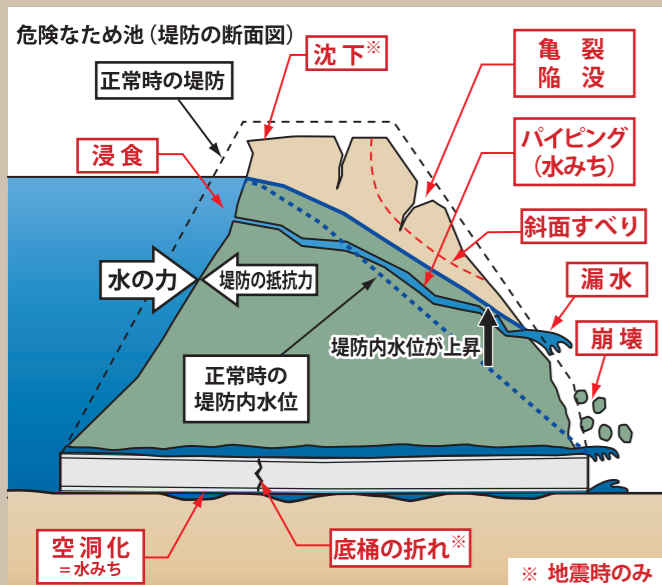 危険なため池（堤防の断面図）
沈下※
亀裂
陥没
正常時の堤防
パイピング
（水みち）
浸食
斜面すべり
水の力
堤防の抵抗力
漏水
堤防内水位が上昇
崩壊
正常時の
堤防内水位
空洞化
=水みち
底桶の折れ※
※ 地震時のみ